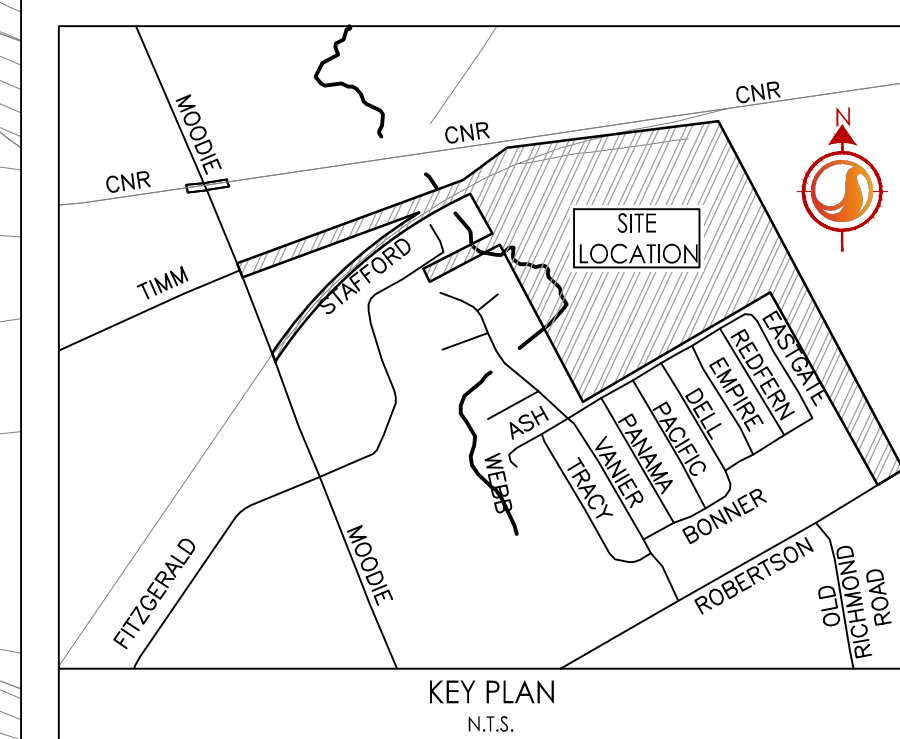 MOODIE
CNR
CNR
CNR
N
SITE
LOCATION
TIMM
STAFFORD
EASTGATE
REDFERN
EMPIRE
DELL
PACIFIC
PANAMA
VANIER
TRACY
ASH
WEBB
BONNER
ROBERTSON
OLD
RICHMOND
ROAD
MOODIE
FITZGERALD
KEY PLAN
N.T.S.